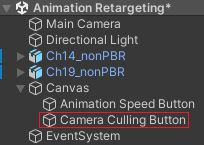 Animation Retargeting*
Main Camera
Directional Light
Ch14_nonPBR
Ch19_nonPBR
Canvas
Animation Speed Button
Camera Culling Button
EventSystem